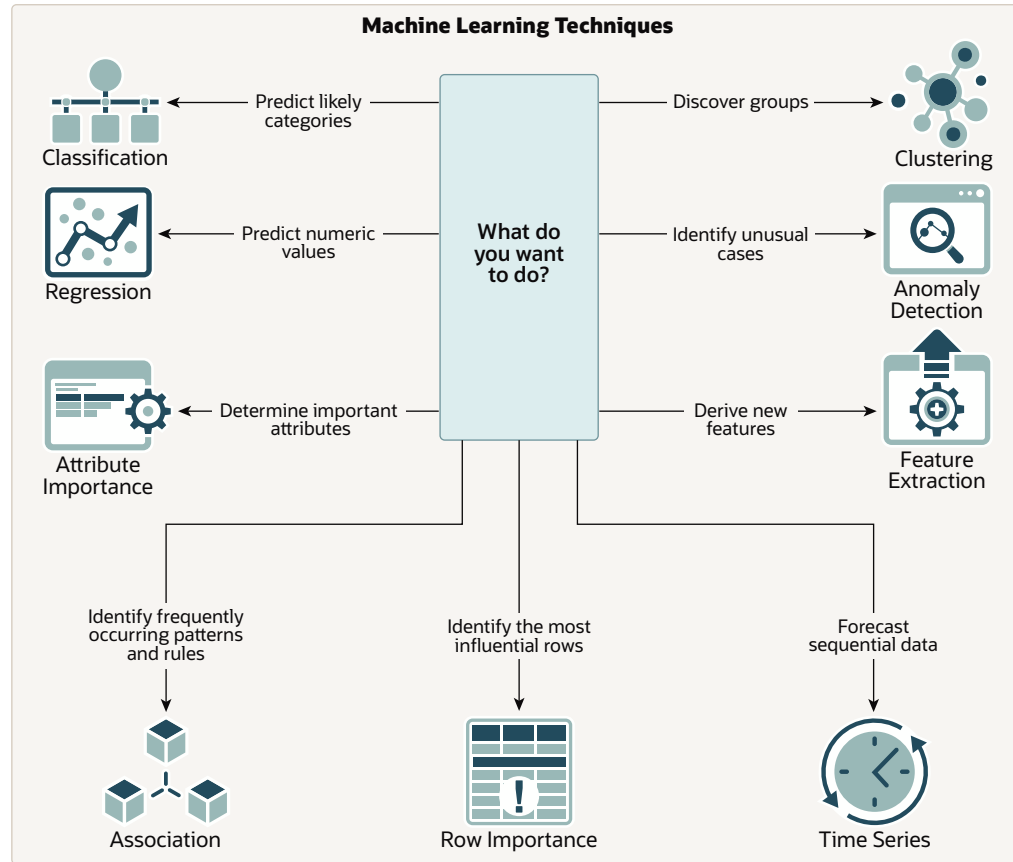 Machine Learning Techniques
Predict likely
categories
Classification
Discover groups
Clustering
Predict numeric
values
Regression
What do
you want
to do?
Identify unusual
cases
Anomaly
Detection
Determine important
attributes
Attribute
Importance
Derive new
features
Feature
Extraction
Identify frequently
occurring patterns
and rules
Association
Identify the most
influential rows
Row Importance
Forecast
sequential data
Time Series